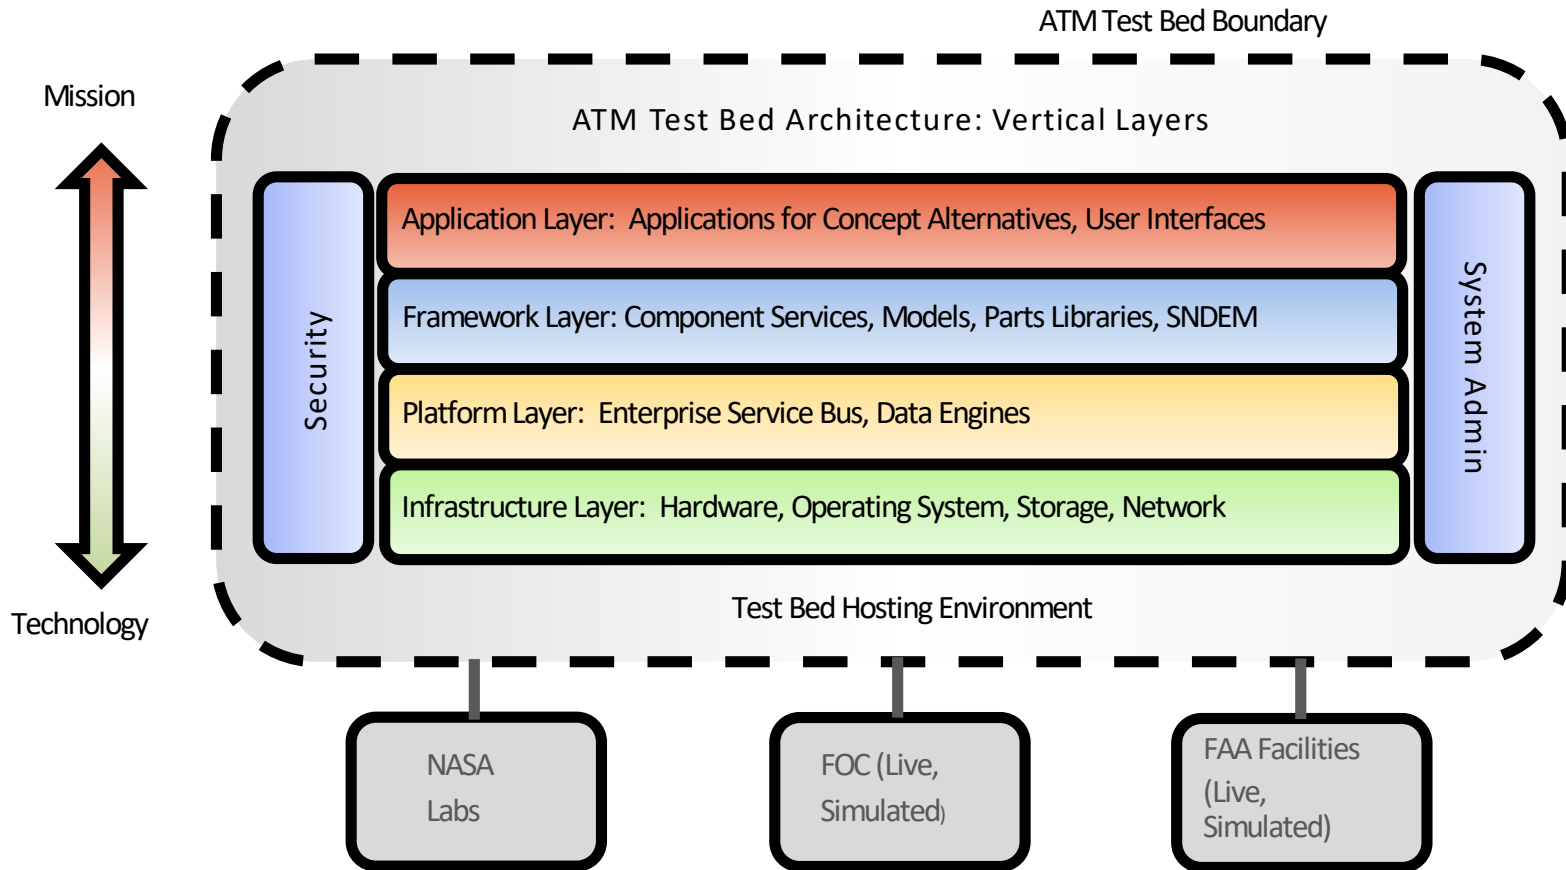 ATM Test Bed Boundary
Mission
ATM Test Bed Architecture: Vertical Layers
Security
Application Layer:  Applications for Concept Alternatives, User Interfaces
Framework Layer: Component Services, Models, Parts Libraries, SNDEM
Platform Layer:  Enterprise Service Bus, Data Engines
Infrastructure Layer:  Hardware, Operating System, Storage, Network
System Admin
Technology
Test Bed Hosting Environment
NASA
Labs
FOC (Live,
Simulated)
FAA Facilities
(Live,
Simulated)